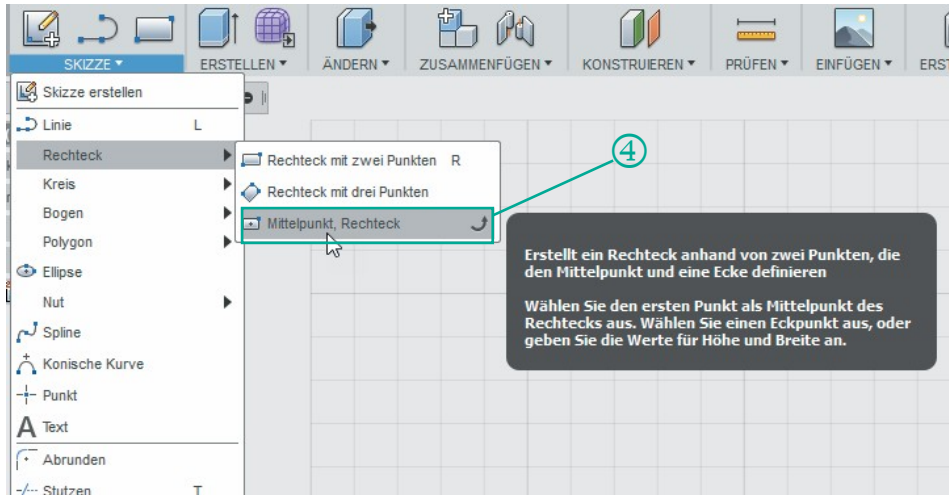 SKIZZE ERSTELLEN ÄNDERN ZUSAMMENFÜGEN KONSTRUIEREN PRÜFEN EINFÜGEN ERST
Skizze erstellen
Linie L
Rechteck
Kreis
Bogen
Polygon
Ellipse
Nut
Spline
Konische Kurve
Punkt
Text
Abrunden
Stutzen T
Rechteck mit zwei Punkten R
Rechteck mit drei Punkten
Mittelpunkt, Rechteck
4
Erstellt ein Rechteck anhand von zwei Punkten, die
den Mittelpunkt und eine Ecke definieren
Wählen Sie den ersten Punkt als Mittelpunkt des
Rechtecks aus. Wählen Sie einen Eckpunkt aus, oder
geben Sie die Werte für Höhe und Breite an.